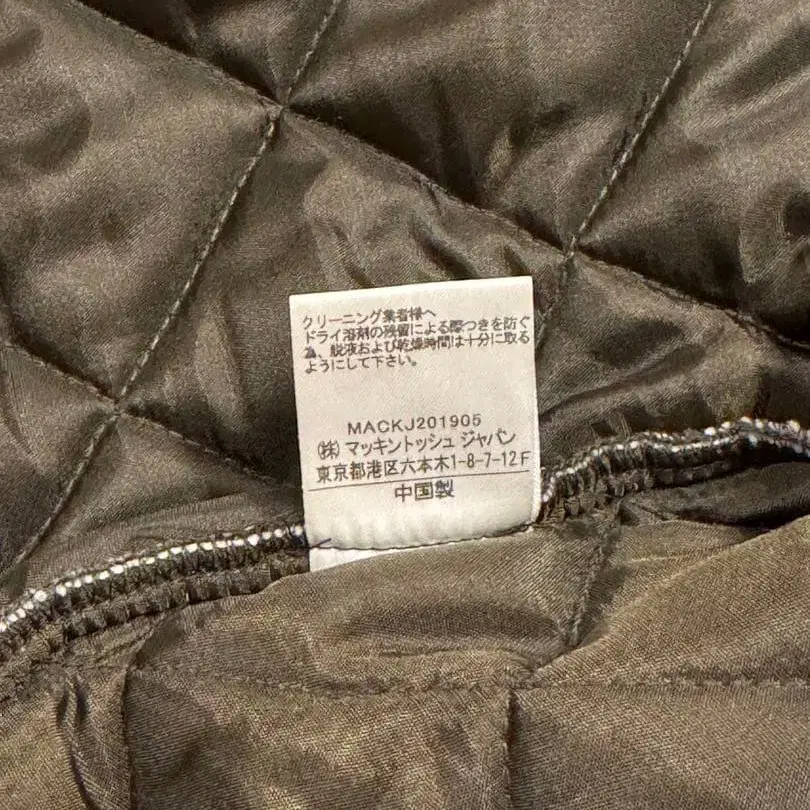 クリーニング業者様へ
ドライ溶剤の残留による際つきを防ぐ
為、脱液および乾燥時間は十分に取る
ようにして下さい。
MACKJ201905
㈱ マッキントッシュ ジャパン
東京都港区六本木1-8-7-12F
中国製